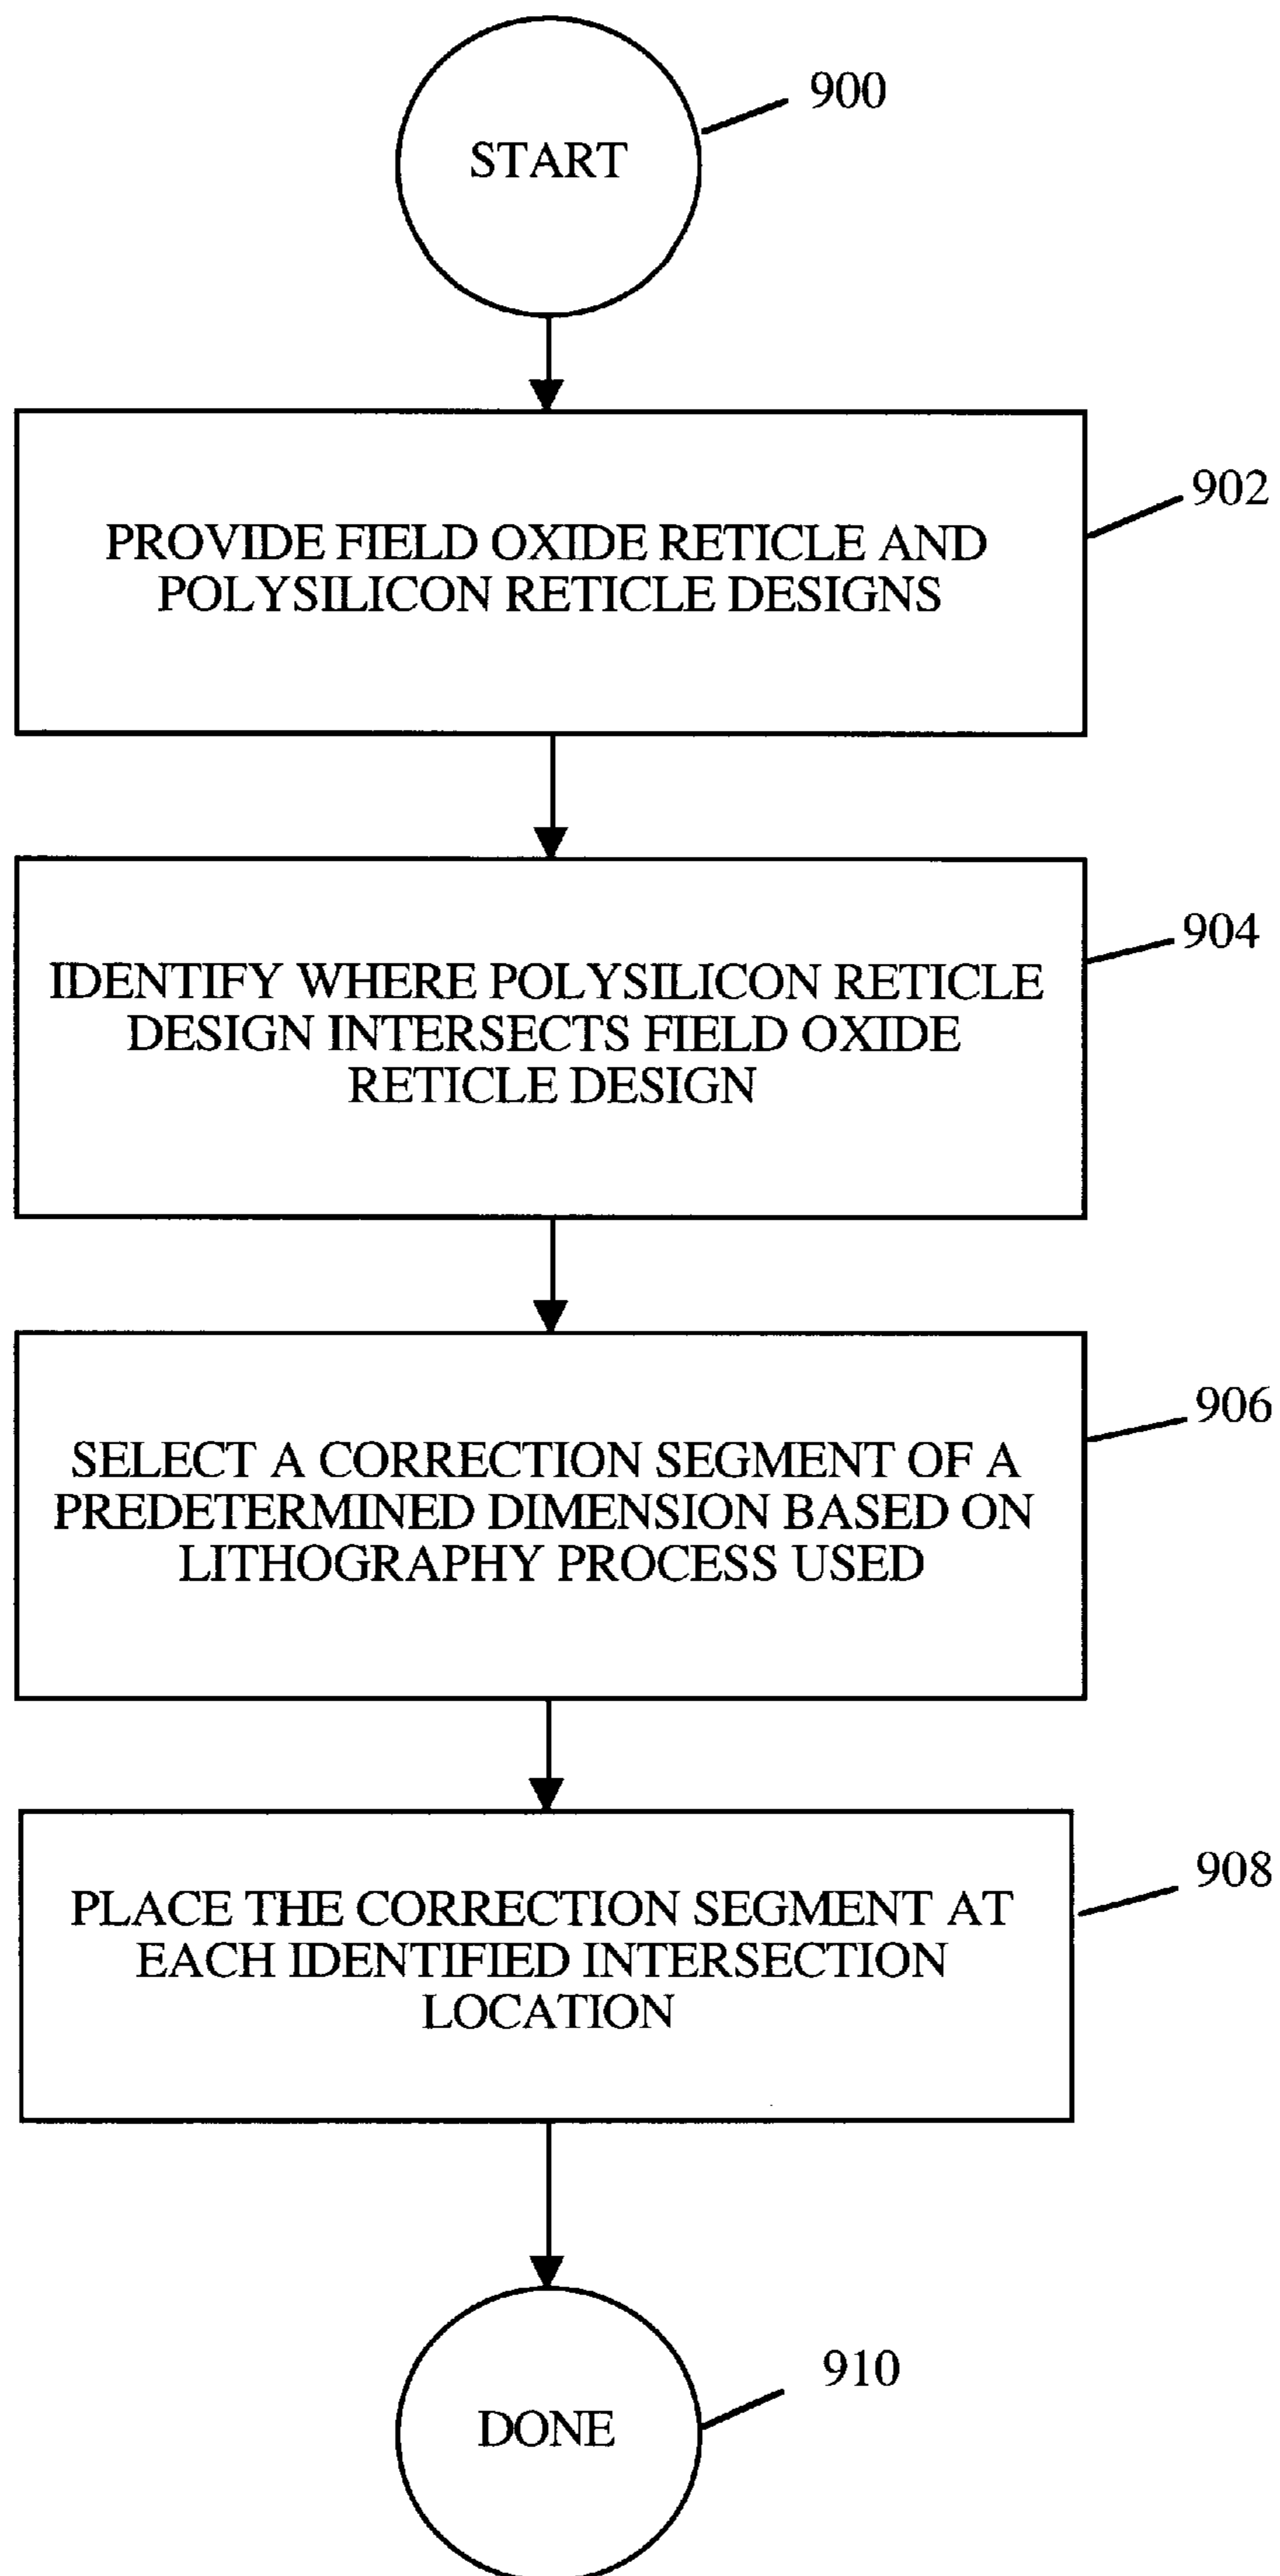 900
START
902
PROVIDE FIELD OXIDE RETICLE AND
POLYSILICON RETICLE DESIGNS
904
IDENTIFY WHERE POLYSILICON RETICLE
DESIGN INTERSECTS FIELD OXIDE
RETICLE DESIGN
906
SELECT A CORRECTION SEGMENT OF A
PREDETERMINED DIMENSION BASED ON
LITHOGRAPHY PROCESS USED
908
PLACE THE CORRECTION SEGMENT AT
EACH IDENTIFIED INTERSECTION
LOCATION
910
DONE